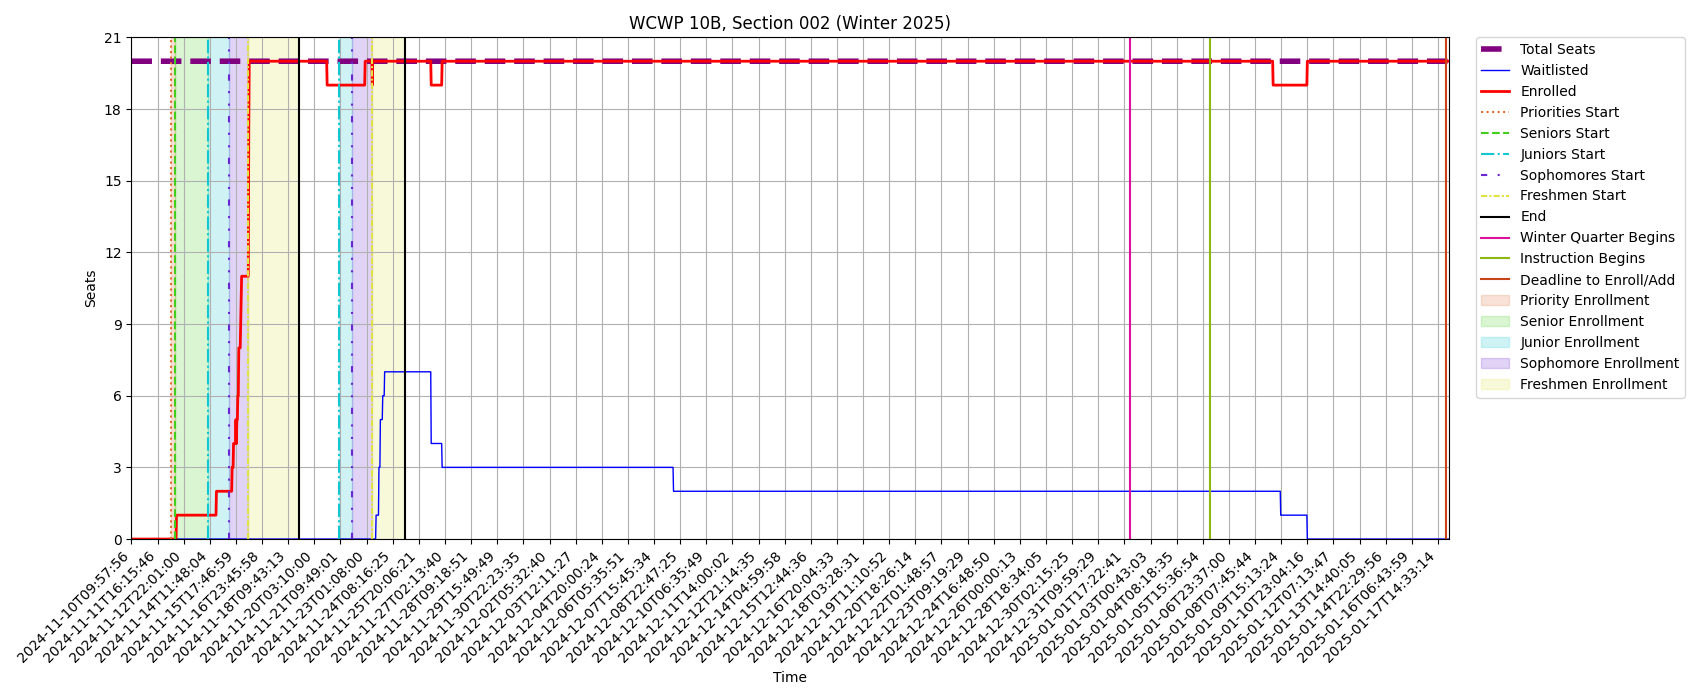 WCWP 10B, Section 002 (Winter 2025)
21
18
15
12
9
6
3
0
Seats
2024-11-10T09:57:56
2024-11-11T16:15:46
2024-11-12T22:01:00
2024-11-14T11:48:04
2024-11-15T17:46:59
2024-11-16T23:45:58
2024-11-18T09:43:13
2024-11-20T03:10:00
2024-11-21T09:49:01
2024-11-23T01:08:00
2024-11-24T08:16:25
2024-11-25T20:06:21
2024-11-27T02:13:40
2024-11-28T09:18:51
2024-11-29T15:49:49
2024-11-30T22:23:35
2024-12-02T05:32:40
2024-12-03T12:11:27
2024-12-04T20:00:24
2024-12-06T05:35:51
2024-12-07T15:45:34
2024-12-08T22:47:25
2024-12-10T06:35:49
2024-12-11T14:00:02
2024-12-12T21:14:35
2024-12-14T04:59:58
2024-12-15T12:44:36
2024-12-16T20:04:33
2024-12-18T03:28:31
2024-12-19T11:10:52
2024-12-20T18:26:14
2024-12-22T01:48:57
2024-12-23T09:19:29
2024-12-24T16:48:50
2024-12-26T00:00:13
2024-12-28T18:34:05
2024-12-30T02:15:25
2024-12-31T09:59:29
2025-01-01T17:22:41
2025-01-03T00:43:03
2025-01-04T08:18:35
2025-01-05T15:36:54
2025-01-06T23:37:00
2025-01-08T07:45:44
2025-01-09T15:13:24
2025-01-10T23:04:16
2025-01-12T07:13:47
2025-01-13T14:40:05
2025-01-14T22:29:56
2025-01-16T06:43:59
2025-01-17T14:33:14
Time
Total Seats
Waitlisted
Enrolled
Priorities Start
Seniors Start
Juniors Start
Sophomores Start
Freshmen Start
End
Winter Quarter Begins
Instruction Begins
Deadline to Enroll/Add
Priority Enrollment
Senior Enrollment
Junior Enrollment
Sophomore Enrollment
Freshmen Enrollment